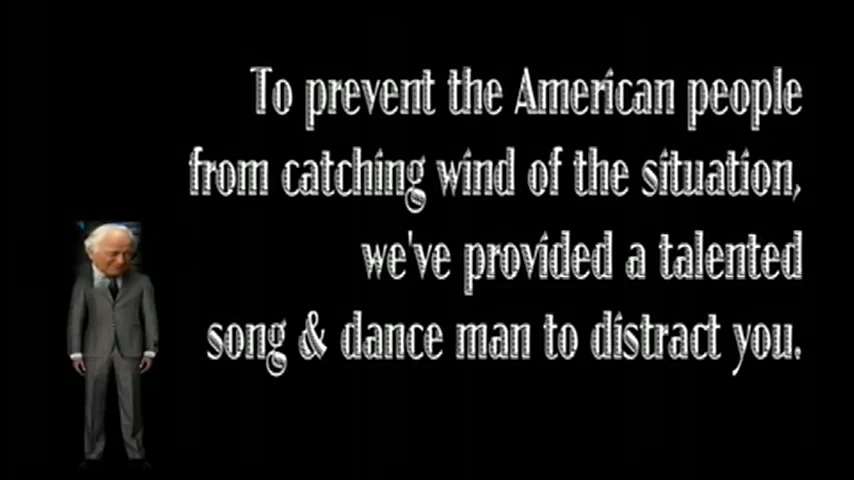 To prevent the American people
from catching wind of the situation,
we've provided a talented
song & dance man to distract you.